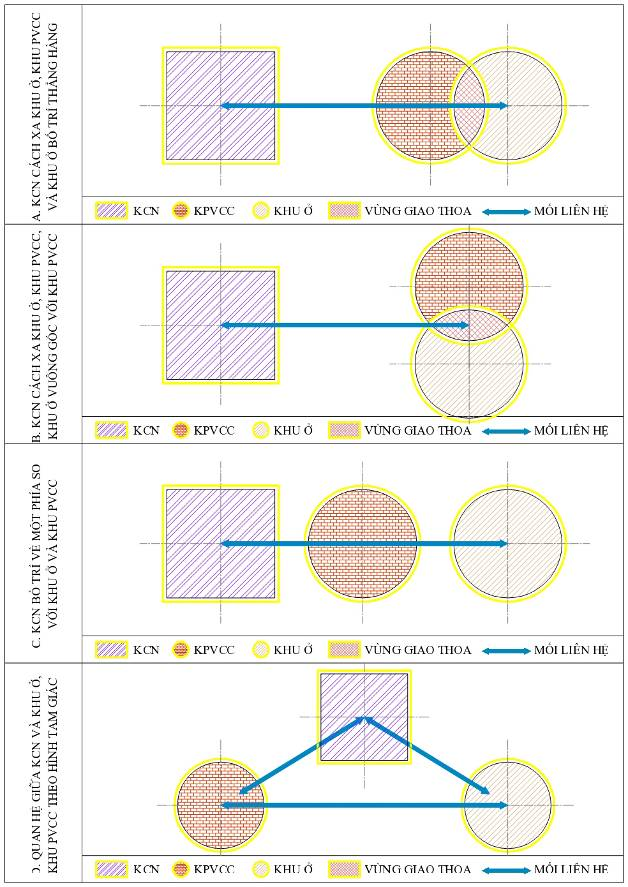 A. KCN CÁCH XA KHU Ở, KHU PVCC
VÀ KHU Ở BỐ TRÍ THẲNG HÀNG
KCN KPVCC KHU Ở VÙNG GIAO THOA MỐI LIÊN HỆ
B. KCN CÁCH XA KHU Ở, KHU PVCC,
KHU Ở VUÔNG GÓC VỚI KHU PVCC
KCN KPVCC KHU Ở VÙNG GIAO THOA MỐI LIÊN HỆ
C. KCN BỐ TRÍ VỀ MỘT PHÍA SO
VỚI KHU Ở VÀ KHU PVCC
KCN KPVCC KHU Ở VÙNG GIAO THOA MỐI LIÊN HỆ
D. QUAN HỆ GIỮA KCN VÀ KHU Ở,
KHU PVCC THEO HÌNH TAM GIÁC
KCN KPVCC KHU Ở VÙNG GIAO THOA MỐI LIÊN HỆ